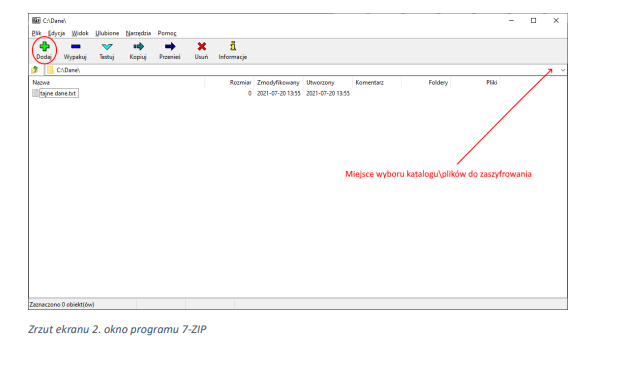 C:\Dane\
Plik Edycja Widok Ulubione Narzędzia Pomoc
Dodaj Wypakuj Testuj Kopiuj Przenieś Usuń Informacje
C:\Dane\
Nazwa Rozmiar Zmodyfikowany Utworzony Komentarz Foldery Pliki
tajne dane.txt 0 2021-07-20 13:55 2021-07-20 13:55
Miejsce wyboru katalogu\plików do zaszyfrowania
Zaznaczono 0 obiekt(ów)
Zrzut ekranu 2. okno programu 7-ZIP